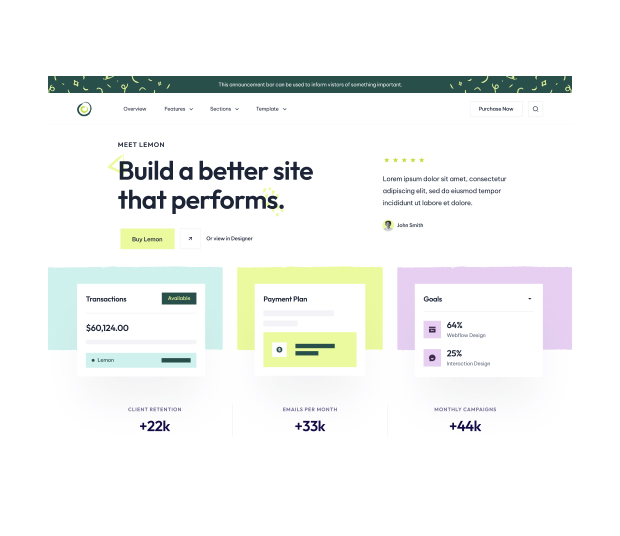 This announcement bar can be used to inform vistors of something important.
Overview
Features
Sections
Template
Purchase Now
MEET LEMON
Build a better site
that performs.
Buy Lemon
Or view in Designer
Lorem ipsum dolor sit amet, consectetur
adipiscing elit, sed do eiusmod tempor
incididunt ut labore et dolore.
John Smith
Transactions
Available
$60,124.00
Lemon
Payment Plan
Goals
64%
Webflow Design
25%
Interaction Design
CLIENT RETENTION
+22k
EMAILS PER MONTH
+33k
MONTHLY CAMPAIGNS
+44k